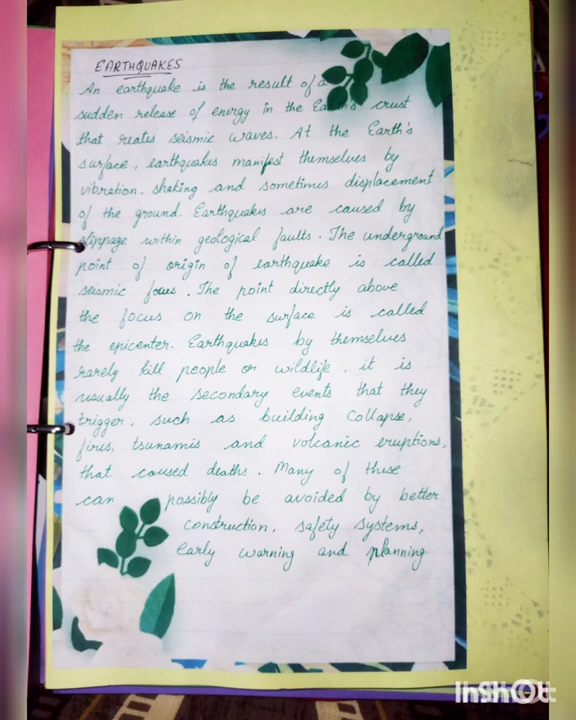 EARTHQUAKES
An earthquake is the result of a
sudden release of energy in the Earth's crust
that creates seismic waves. At the Earth's
surface, earthquakes manifest themselves by
vibration, shaking and sometimes displacement
of the ground. Earthquakes are caused by
slippage within geological faults. The underground
point of origin of earthquake is called
seismic focus. The point directly above
the focus on the surface is called
the epicenter. Earthquakes by themselves
rarely kill people or wildlife. it is
usually the secondary events that they
trigger, such as building collapse,
fires, tsunamis and volcanic eruptions,
that caused deaths. Many of these
can possibly be avoided by better
construction, safety systems,
early warning and planning
InShOt